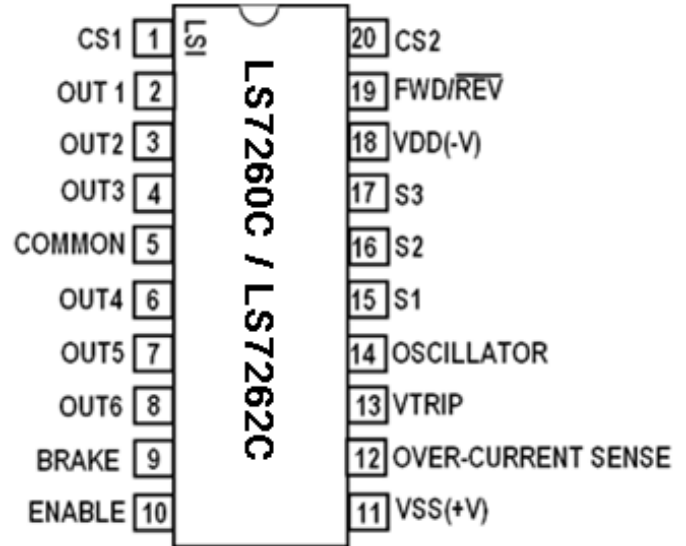 CS1 1 LSI 20 CS2
OUT 1 2 19 FWD/REV
OUT2 3 18 VDD(-V)
OUT3 4 17 S3
COMMON 5 16 S2
OUT4 6 15 S1
OUT5 7 14 OSCILLATOR
OUT6 8 13 VTRIP
BRAKE 9 12 OVER-CURRENT SENSE
ENABLE 10 11 VSS(+V)
LS7260C / LS7262C